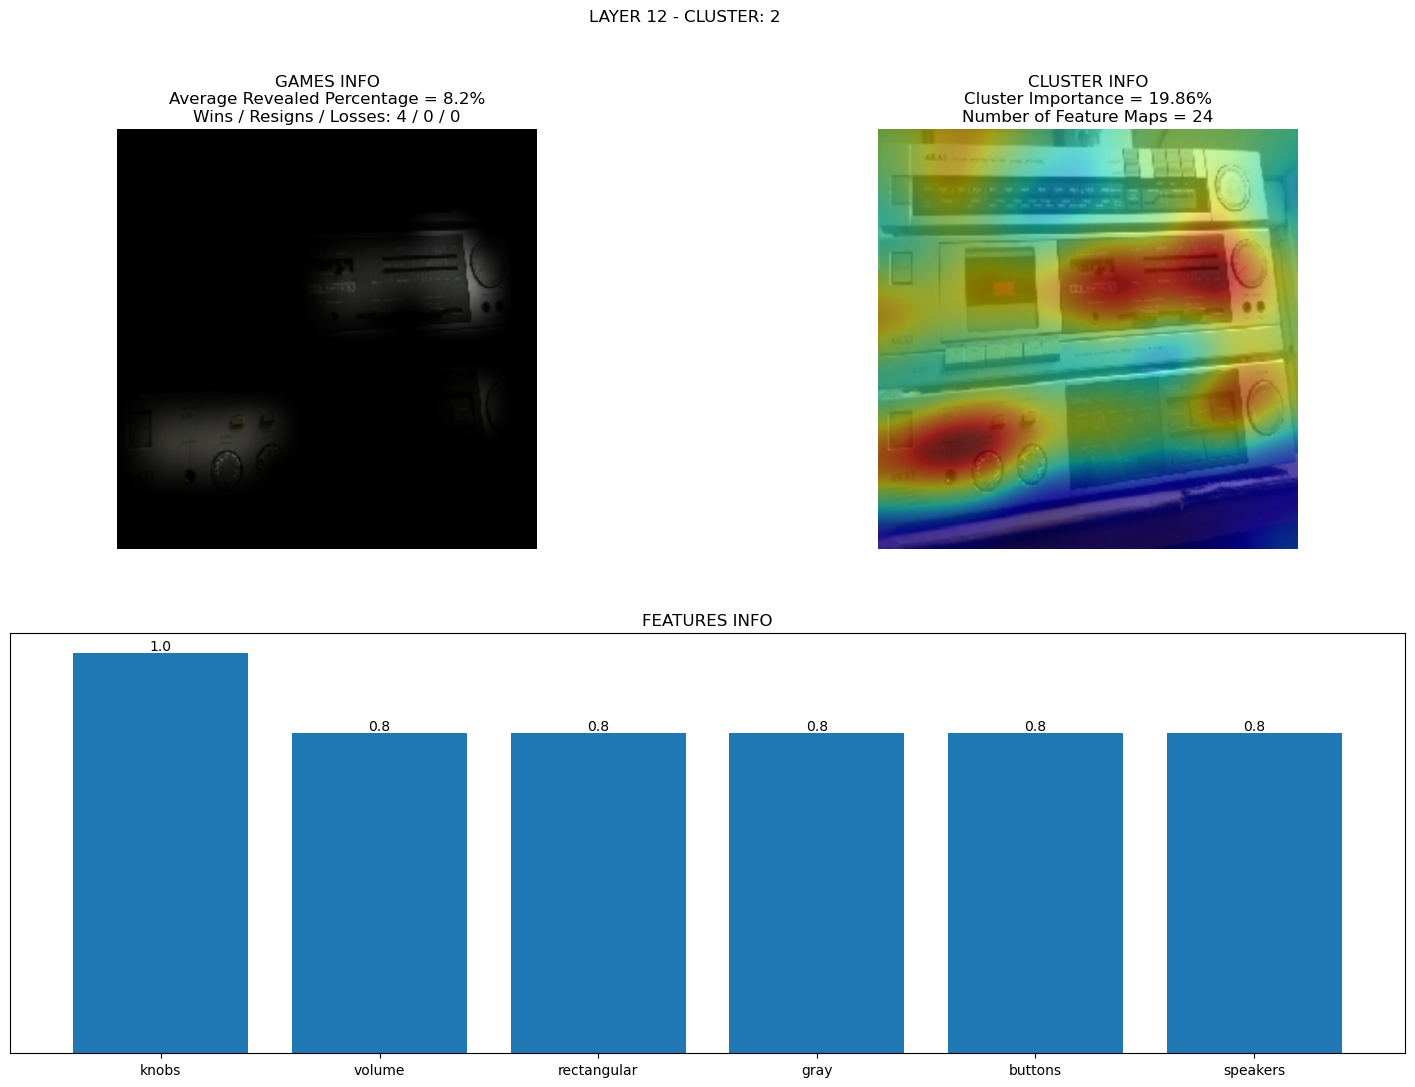 LAYER 12 - CLUSTER: 2
GAMES INFO
Average Revealed Percentage = 8.2%
Wins / Resigns / Losses: 4 / 0 / 0
CLUSTER INFO
Cluster Importance = 19.86%
Number of Feature Maps = 24
AKAI
FEATURES INFO
1.0
0.8
0.8
0.8
0.8
0.8
knobs
volume
rectangular
gray
buttons
speakers